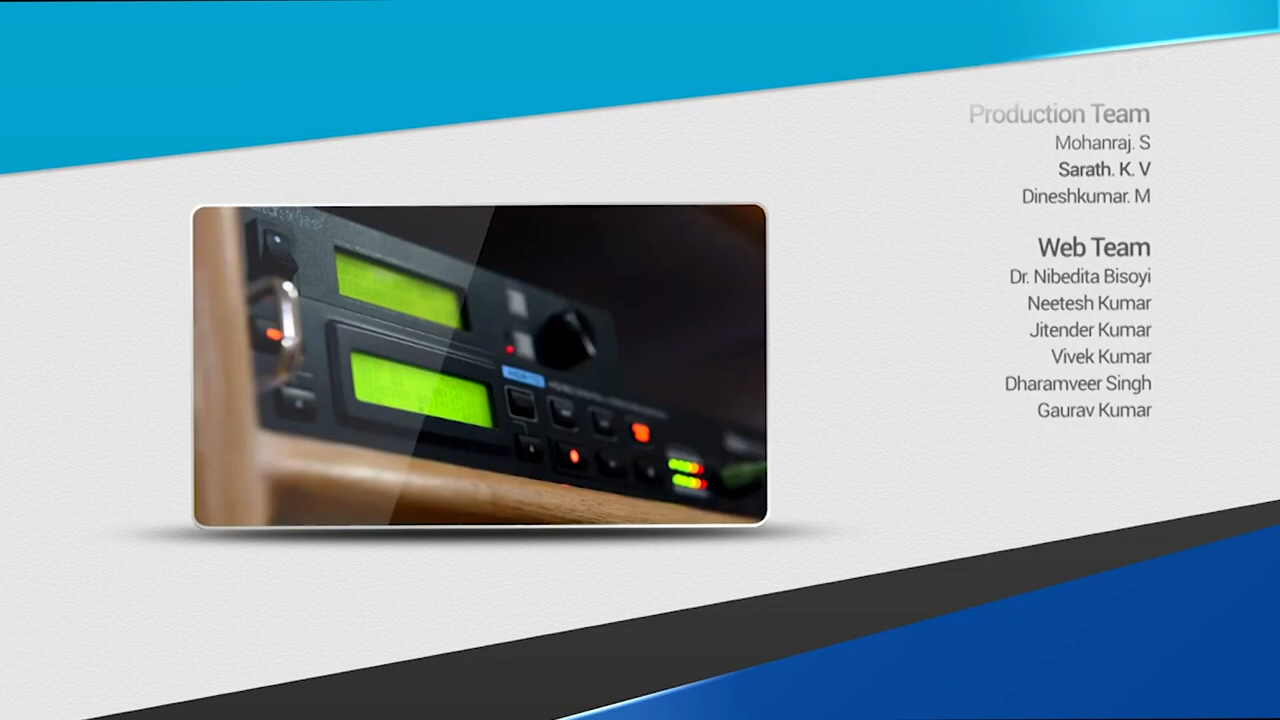 Production Team
Mohanraj. S
Sarath. K. V
Dineshkumar. M
Web Team
Dr. Nibedita Bisoyi
Neetesh Kumar
Jitender Kumar
Vivek Kumar
Dharamveer Singh
Gaurav Kumar